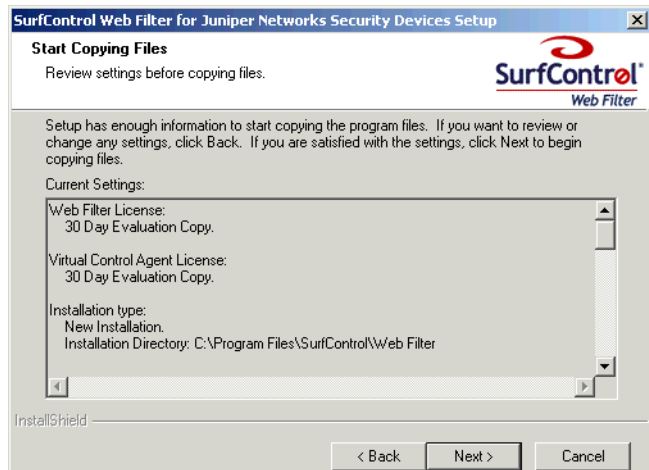 SurfControl Web Filter for Juniper Networks Security Devices Setup
Start Copying Files
Review settings before copying files.
SurfControl
Web Filter
Setup has enough information to start copying the program files. If you want to review or
change any settings, click Back. If you are satisfied with the settings, click Next to begin
copying files.
Current Settings:
Web Filter License:
30 Day Evaluation Copy.
Virtual Control Agent License:
30 Day Evaluation Copy.
Installation type:
New Installation.
Installation Directory: C:\Program Files\SurfControl\Web Filter
InstallShield
< Back
Next >
Cancel